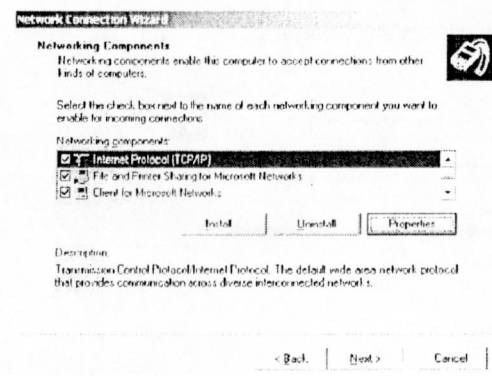 Network Connection Wizard
Networking Components
Networking components enable this computer to accept connections from other
kinds of computers.
Select the check box next to the name of each networking component you want to
enable for incoming connections.
Networking components:
Internet Protocol (TCP/IP)
File and Printer Sharing for Microsoft Networks
Client for Microsoft Networks
Install Uninstall Properties
Description:
Transmission Control Protocol/Internet Protocol. The default wide area network protocol
that provides communication across diverse interconnected networks.
< Back Next > Cancel